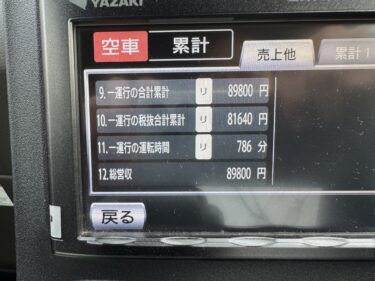 YAZAKI
空車 累計
売上他 累計1
9.一運行の合計累計 リ 89800 円
10.一運行の税抜合計累計 リ 81640 円
11.一運行の運転時間 リ 786 分
12.総営収 89800 円
戻る